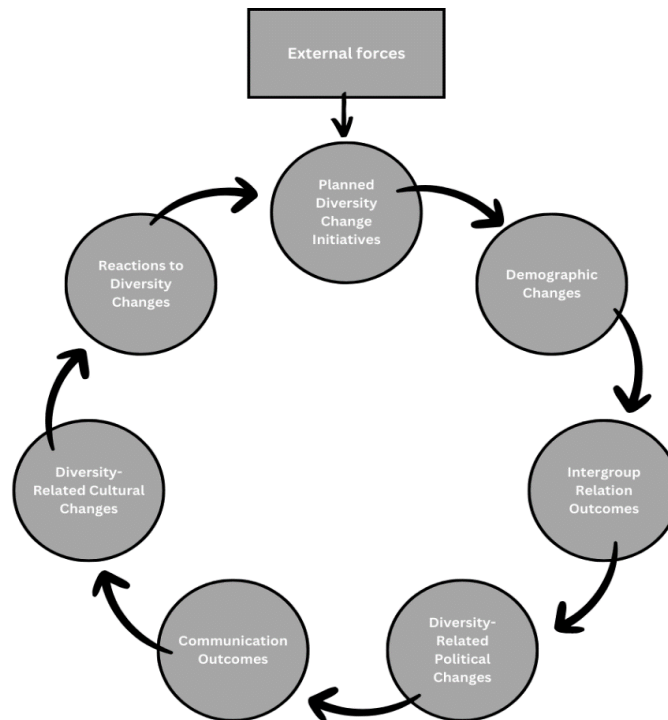 External forces
Planned
Diversity
Change
Initiatives
Demographic
Changes
Intergroup
Relation
Outcomes
Diversity-
Related
Political
Changes
Communication
Outcomes
Diversity-
Related Cultural
Changes
Reactions to
Diversity
Changes